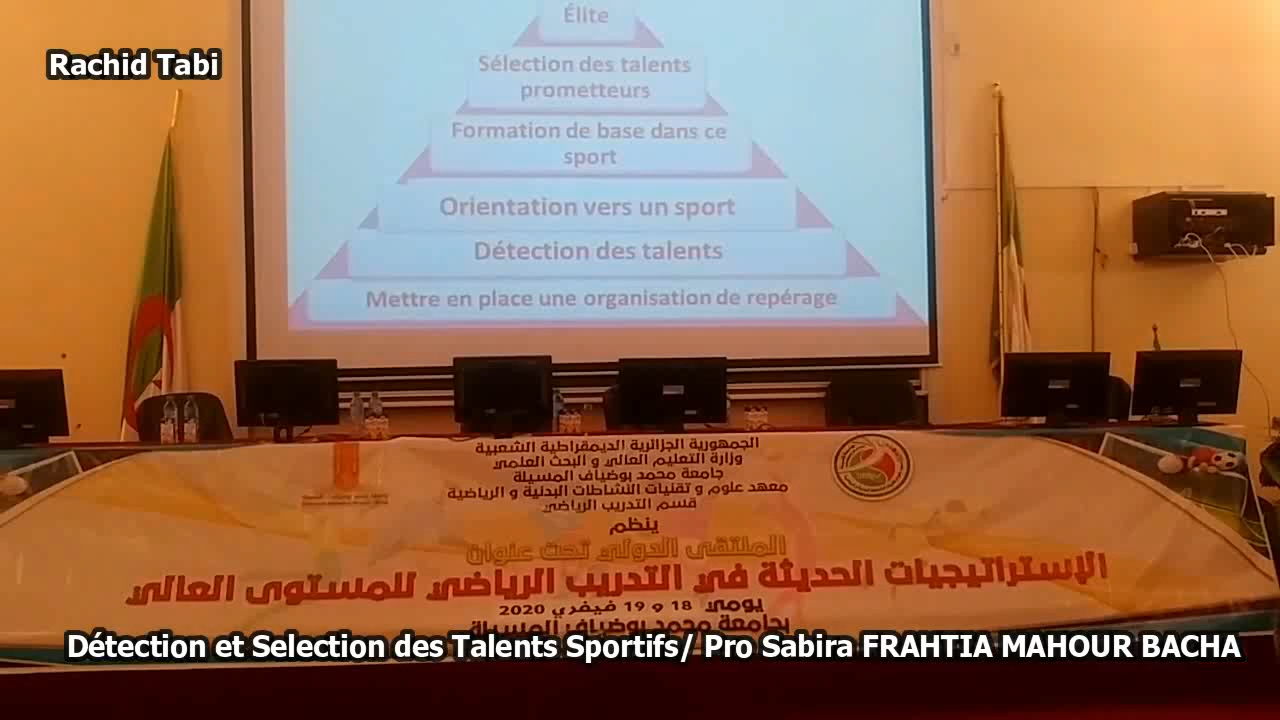 Rachid Tabi
Élite
Sélection des talents
prometteurs
Formation de base dans ce
sport
Orientation vers un sport
Détection des talents
Mettre en place une organisation de repérage
الجمهورية الجزائرية الديمقراطية الشعبية
وزارة التعليم العالي و البحث العلمي
جامعة محمد بوضياف المسيلة
معهد علوم و تقنيات النشاطات البدنية و الرياضية
قسم التدريب الرياضي
ينظم
الملتقى الدولي تحت عنوان
الإستراتيجيات الحديثة في التدريب الرياضي للمستوى العالي
يومي 18 و 19 فيفري 2020
بجامعة محمد بوضياف المسيلة
Détection et Selection des Talents Sportifs/ Pro Sabira FRAHTIA MAHOUR BACHA